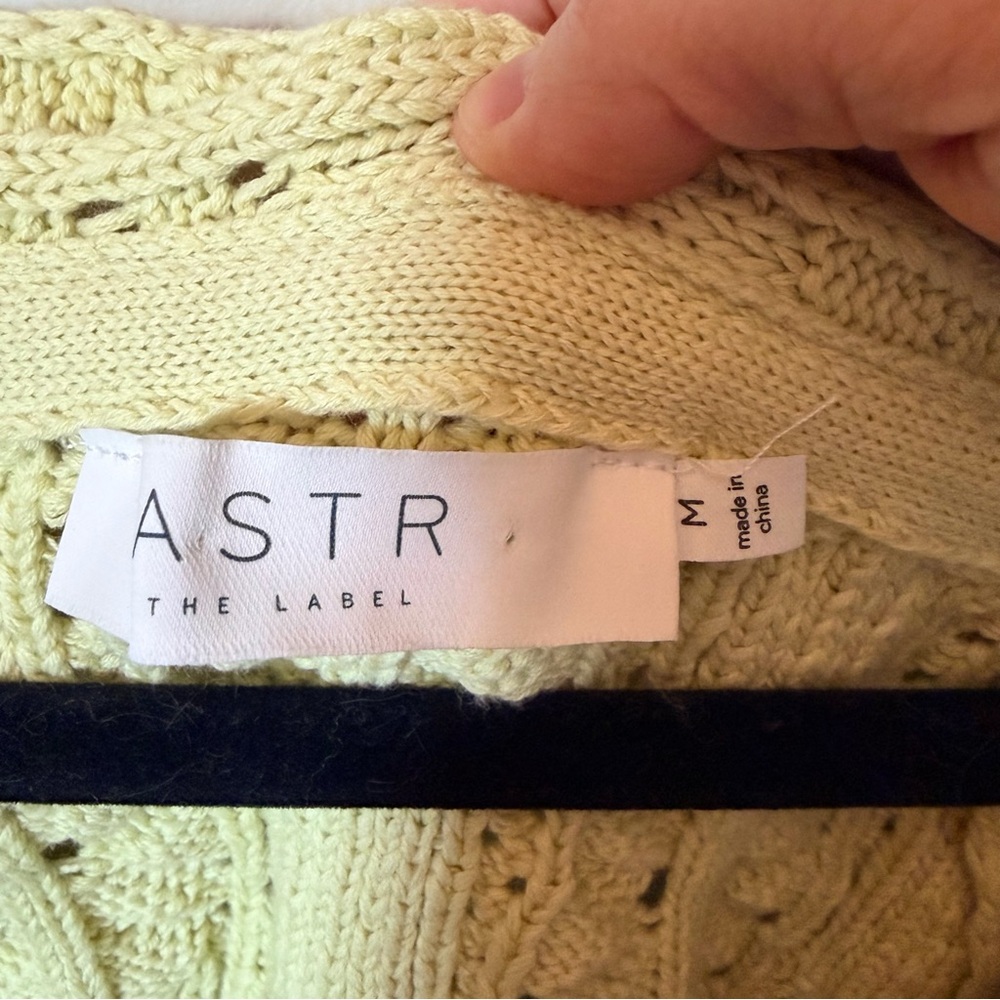 ASTR
THE LABEL
M
made in
china